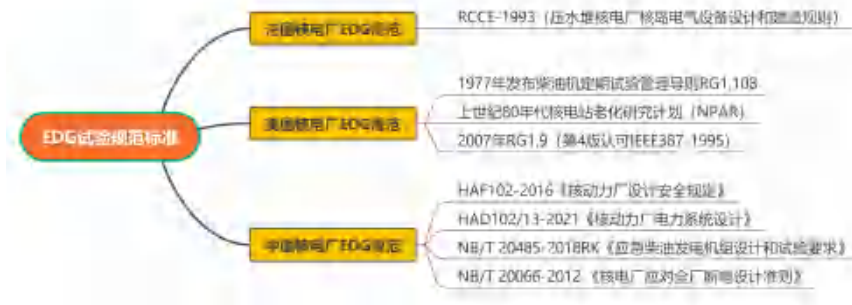 法国核电厂EDG规范
RCCE-1993（压水堆核电厂核岛电气设备设计和建造规则）
EDG试验规范标准
美国核电厂EDG规范
1977年发布柴油机定期试验管理导则RG1.108
上世纪80年代核电站老化研究计划（NPAR）
2007年RG1.9（第4版认可IEEE387-1995）
中国核电厂EDG规范
HAF102-2016《核动力厂设计安全规定》
HAD102/13-2021《核动力厂电力系统设计》
NB/T 20485-2018RK《应急柴油发电机组设计和试验要求》
NB/T 20066-2012 《核电厂应对全厂断电设计准则》